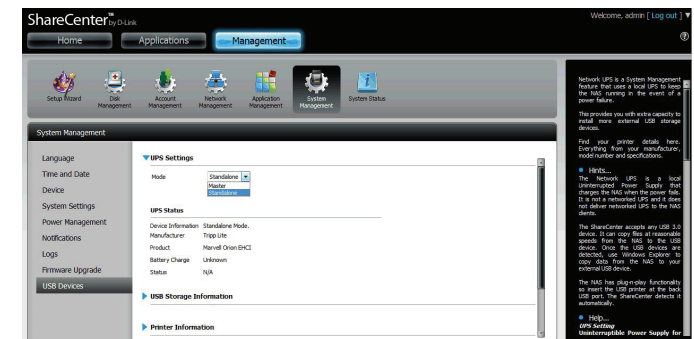 ShareCenter™ by D-Link
Welcome, admin [ Log out ] ▼
Home
Applications
Management
Setup Wizard
Disk Management
Account Management
Network Management
Application Management
System Management
System Status
System Management
Language
Time and Date
Device
System Settings
Power Management
Notifications
Logs
Firmware Upgrade
USB Devices
UPS Settings
Mode
Standalone
Master
Standalone
UPS Status
Device Information Standalone Mode.
Manufacturer Tripp Lite
Product Marvell Orion EHCI
Battery Charge Unknown
Status N/A
USB Storage Information
Printer Information
Network UPS is a System Management
feature that uses a local UPS to keep
the NAS running in the event of a
power failure.
This provides you with extra capacity to
install more external USB storage
devices.
Find your printer details here.
Everything from your manufacturer,
model number and specifications.
Hints...
The Network UPS is a local
Uninterrupted Power Supply that
charges the NAS when the power fails.
It is not a networked UPS and it does
not deliver networked UPS to the NAS
clients.
The ShareCenter accepts any USB 3.0
device. It can copy files at reasonable
speeds from the NAS to the USB
device. Once the USB devices are
detected, use Windows Explorer to
copy data from the NAS to your
external USB device.
The NAS has plug-n-play functionality
so insert the USB printer at the back
USB port. The ShareCenter detects it
automatically.
Help...
UPS Setting
Uninterruptible Power Supply for